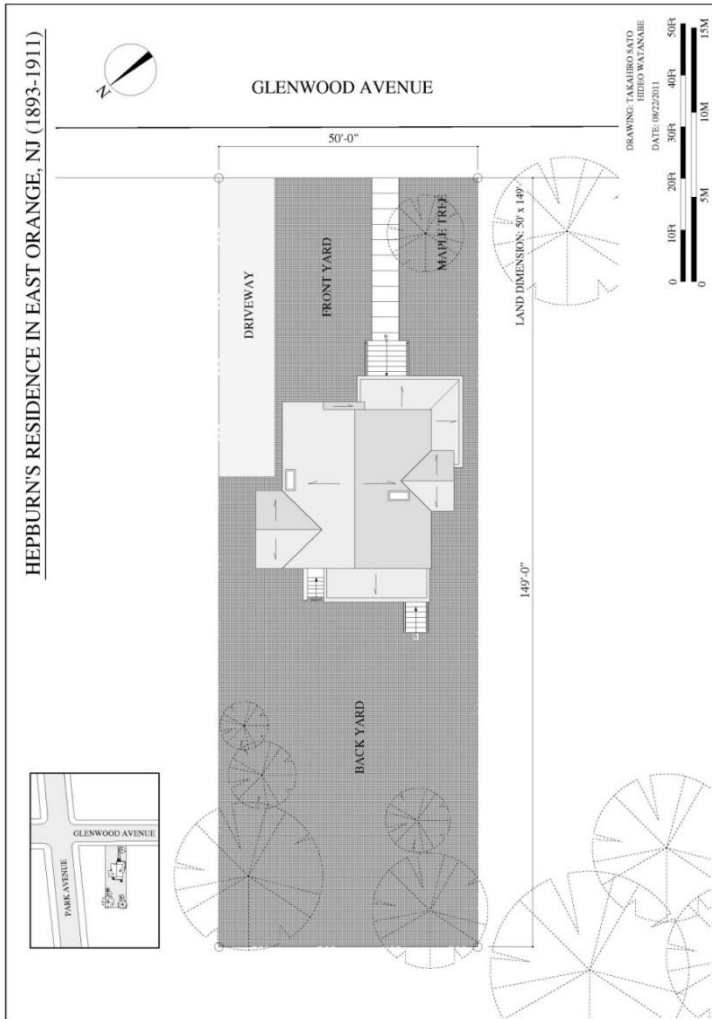 HEPBURN'S RESIDENCE IN EAST ORANGE, NJ (1893-1911)
N
GLENWOOD AVENUE
50'-0"
DRIVEWAY
FRONT YARD
MAPLE TREE
LAND DIMENSION: 50' x 149'
149'-0"
BACK YARD
PARK AVENUE
GLENWOOD AVENUE
DRAWING: TAKAHIRO SATO
HIDEO WATANABE
DATE: 08/22/2011
0 10Ft 20Ft 30Ft 40Ft 50Ft
0 5M 10M 15M